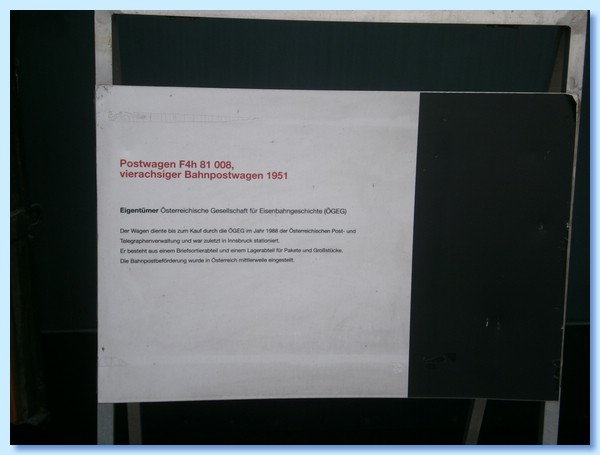 Postwagen F4h 81 008,
vierachsiger Bahnpostwagen 1951
Eigentümer Österreichische Gesellschaft für Eisenbahngeschichte (ÖGEG)
Der Wagen diente bis zum Kauf durch die ÖGEG im Jahr 1988 der Österreichischen Post- und
Telegraphenverwaltung und war zuletzt in Innsbruck stationiert.
Er besteht aus einem Briefsortierabteil und einem Lagerabteil für Pakete und Großstücke.
Die Bahnpostbeförderung wurde in Österreich mittlerweile eingestellt.